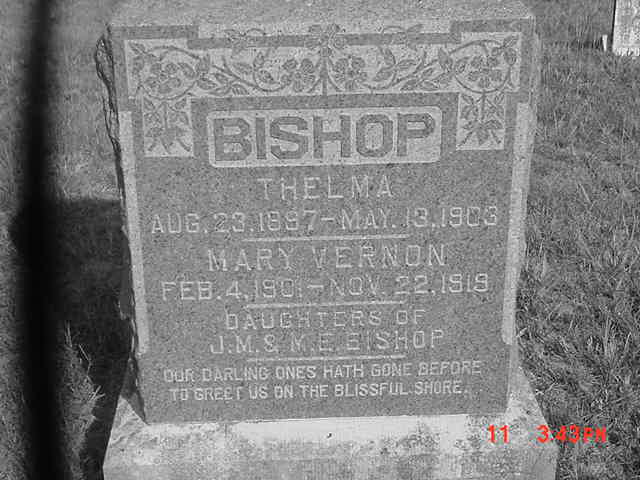 BISHOP
THELMA
AUG. 23, 1897 - MAY. 13, 1903
MARY VERNON
FEB. 4, 1901 - NOV. 22, 1919
DAUGHTERS OF
J.M. & M.E. BISHOP
OUR DARLING ONES HATH GONE BEFORE
TO GREET US ON THE BLISSFUL SHORE.
11 3:43PM